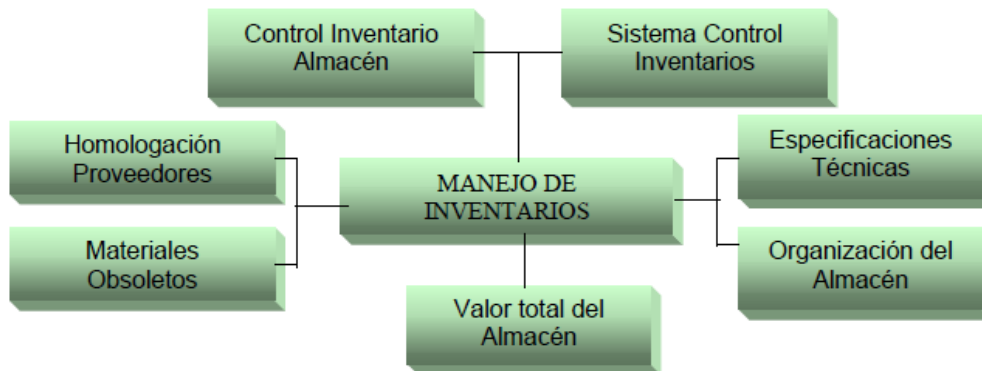 Control Inventario
Almacén
Sistema Control
Inventarios
Homologación
Proveedores
MANEJO DE
INVENTARIOS
Especificaciones
Técnicas
Materiales
Obsoletos
Organización del
Almacén
Valor total del
Almacén